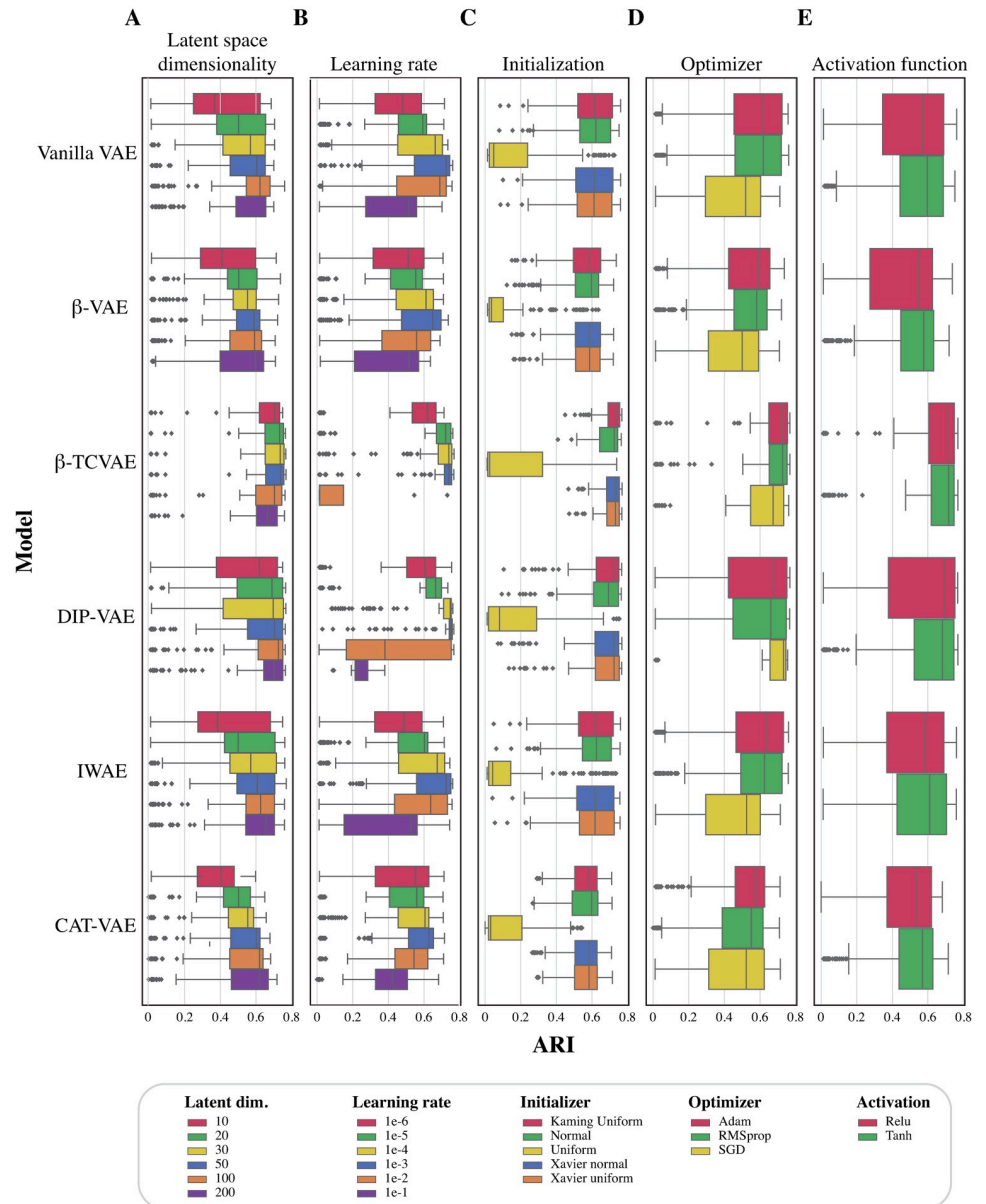 A B C D E
Latent space
dimensionality Learning rate Initialization Optimizer Activation function
Vanilla VAE
β-VAE
β-TCVAE
Model
DIP-VAE
IWAE
CAT-VAE
0 0.2 0.4 0.6 0.8 0 0.2 0.4 0.6 0.8 0 0.2 0.4 0.6 0.8 0 0.2 0.4 0.6 0.8 0 0.2 0.4 0.6 0.8
ARI
Latent dim. Learning rate Initializer Optimizer Activation
10 1e-6 Kaming Uniform Adam Relu
20 1e-5 Normal RMSprop Tanh
30 1e-4 Uniform SGD
50 1e-3 Xavier normal
100 1e-2 Xavier uniform
200 1e-1